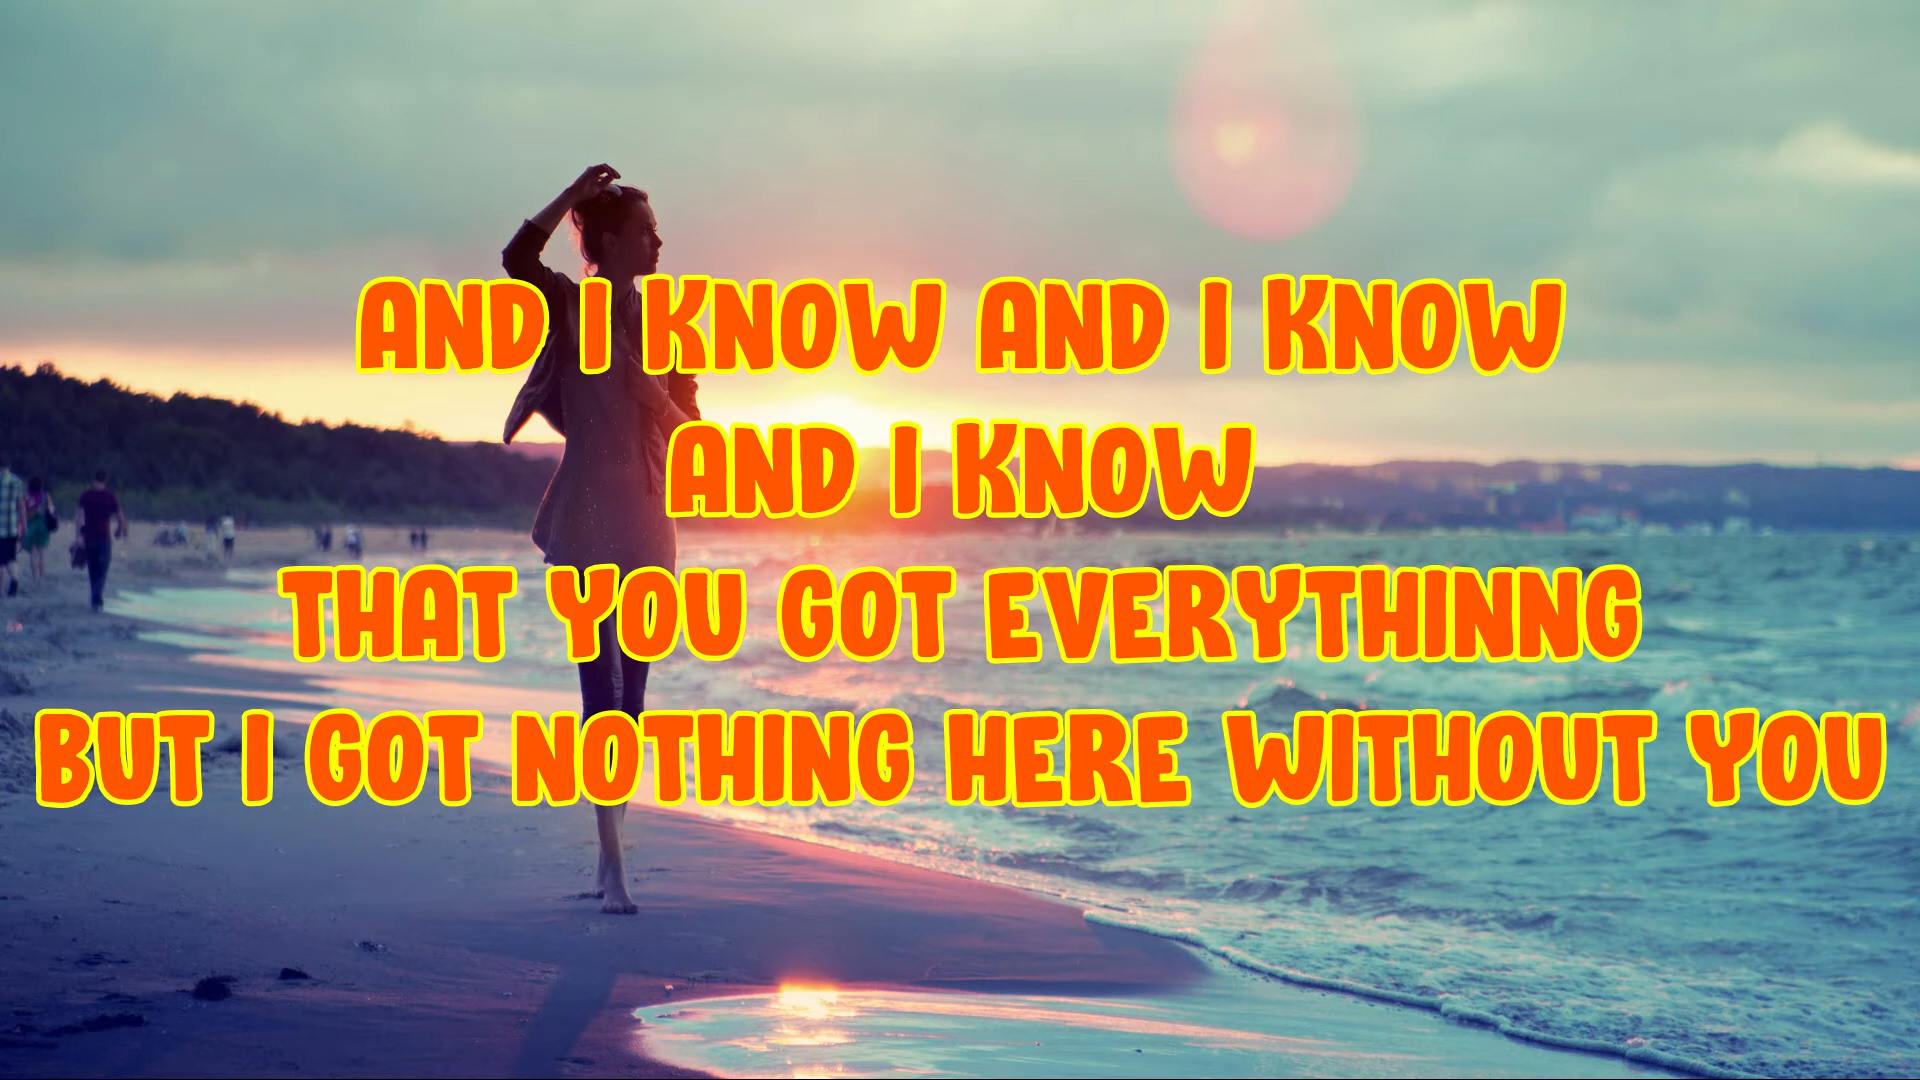 AND I KNOW AND I KNOW
AND I KNOW
THAT YOU GOT EVERYTHINNG
BUT I GOT NOTHING HERE WITHOUT YOU